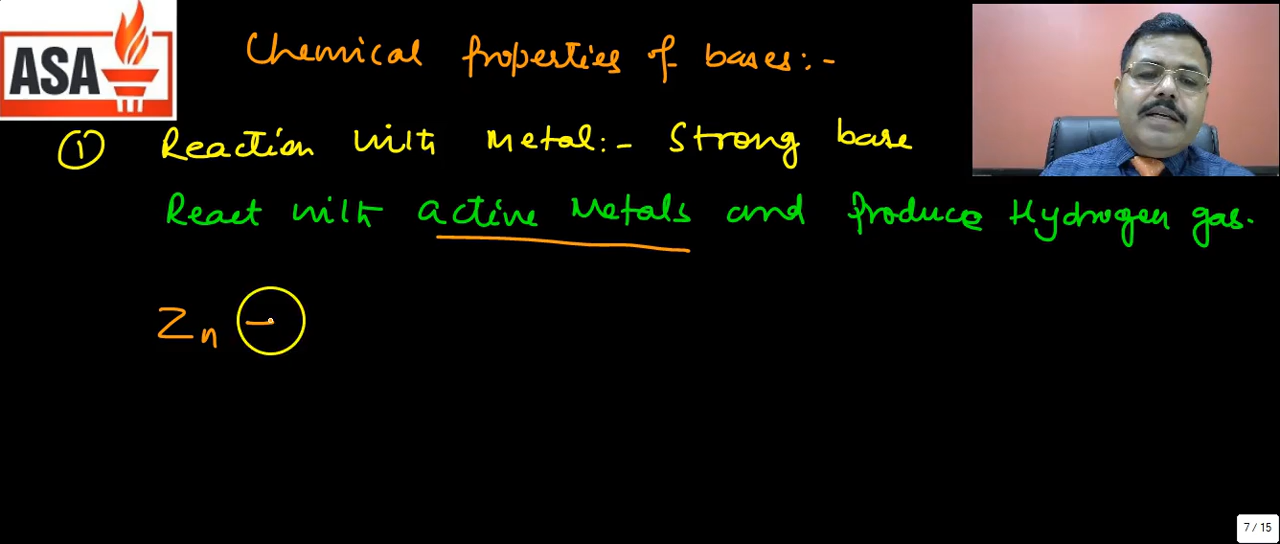 ASA
Chemical properties of bases:-
① Reaction with Metal:- Strong base
React with active Metals and produce Hydrogen gas.
Zn -
7 / 15